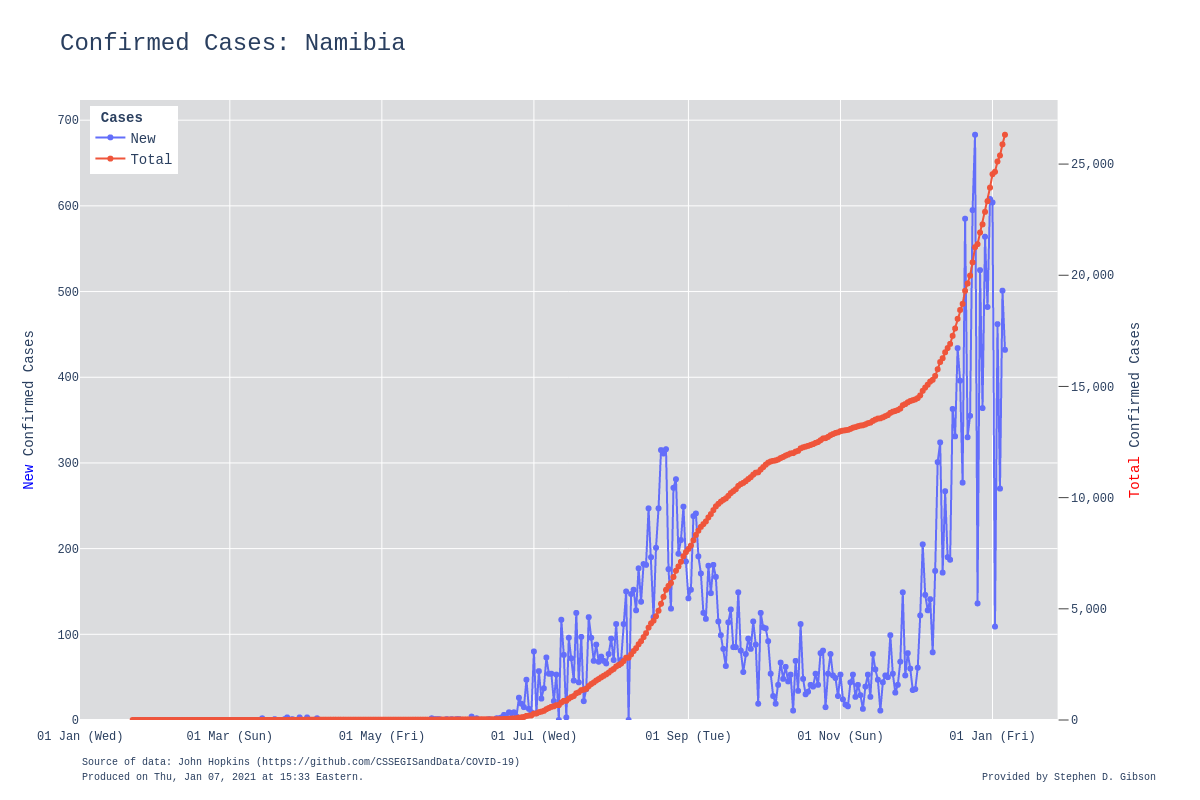 Confirmed Cases: Namibia
Cases
New
Total
700
600
500
400
300
200
100
0
New Confirmed Cases
25,000
20,000
15,000
10,000
5,000
0
Total Confirmed Cases
01 Jan (Wed) 01 Mar (Sun) 01 May (Fri) 01 Jul (Wed) 01 Sep (Tue) 01 Nov (Sun) 01 Jan (Fri)
Source of data: John Hopkins (https://github.com/CSSEGISandData/COVID-19)
Produced on Thu, Jan 07, 2021 at 15:33 Eastern.
Provided by Stephen D. Gibson